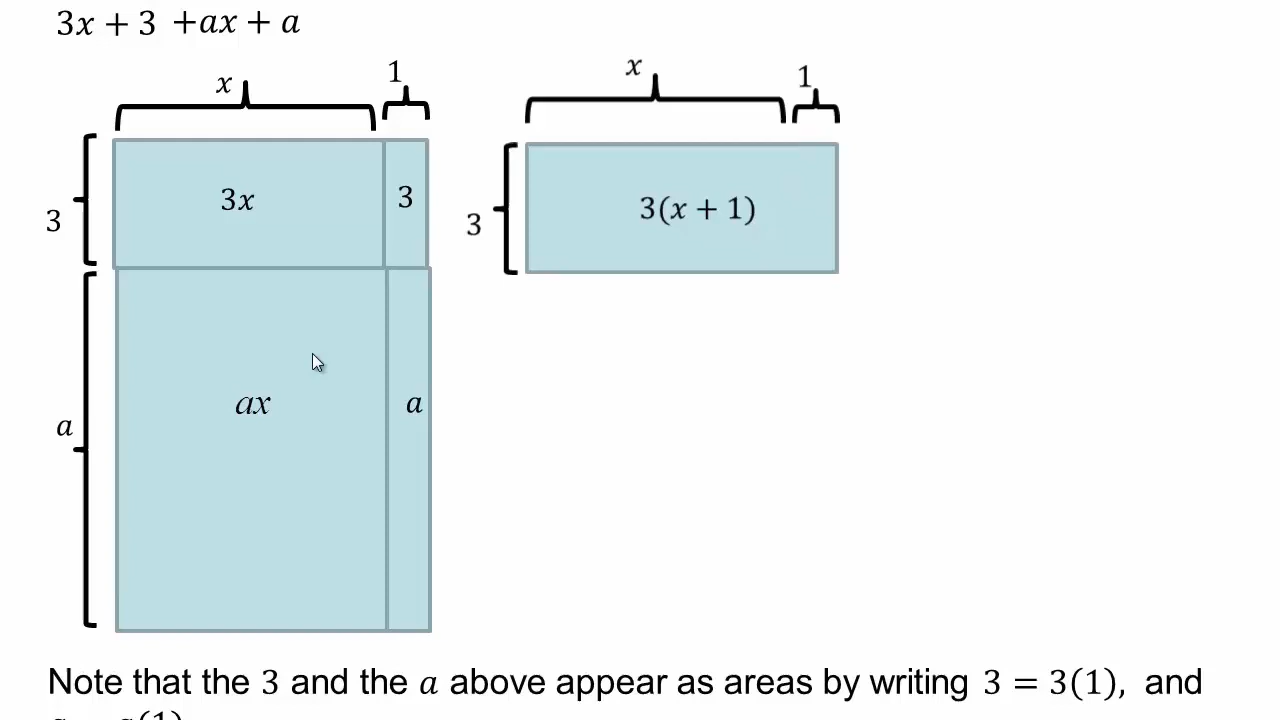 3x + 3 +ax + a
x 1
x 1
3 3x 3
3 3(x + 1)
a ax a
Note that the 3 and the a above appear as areas by writing 3 = 3(1), and